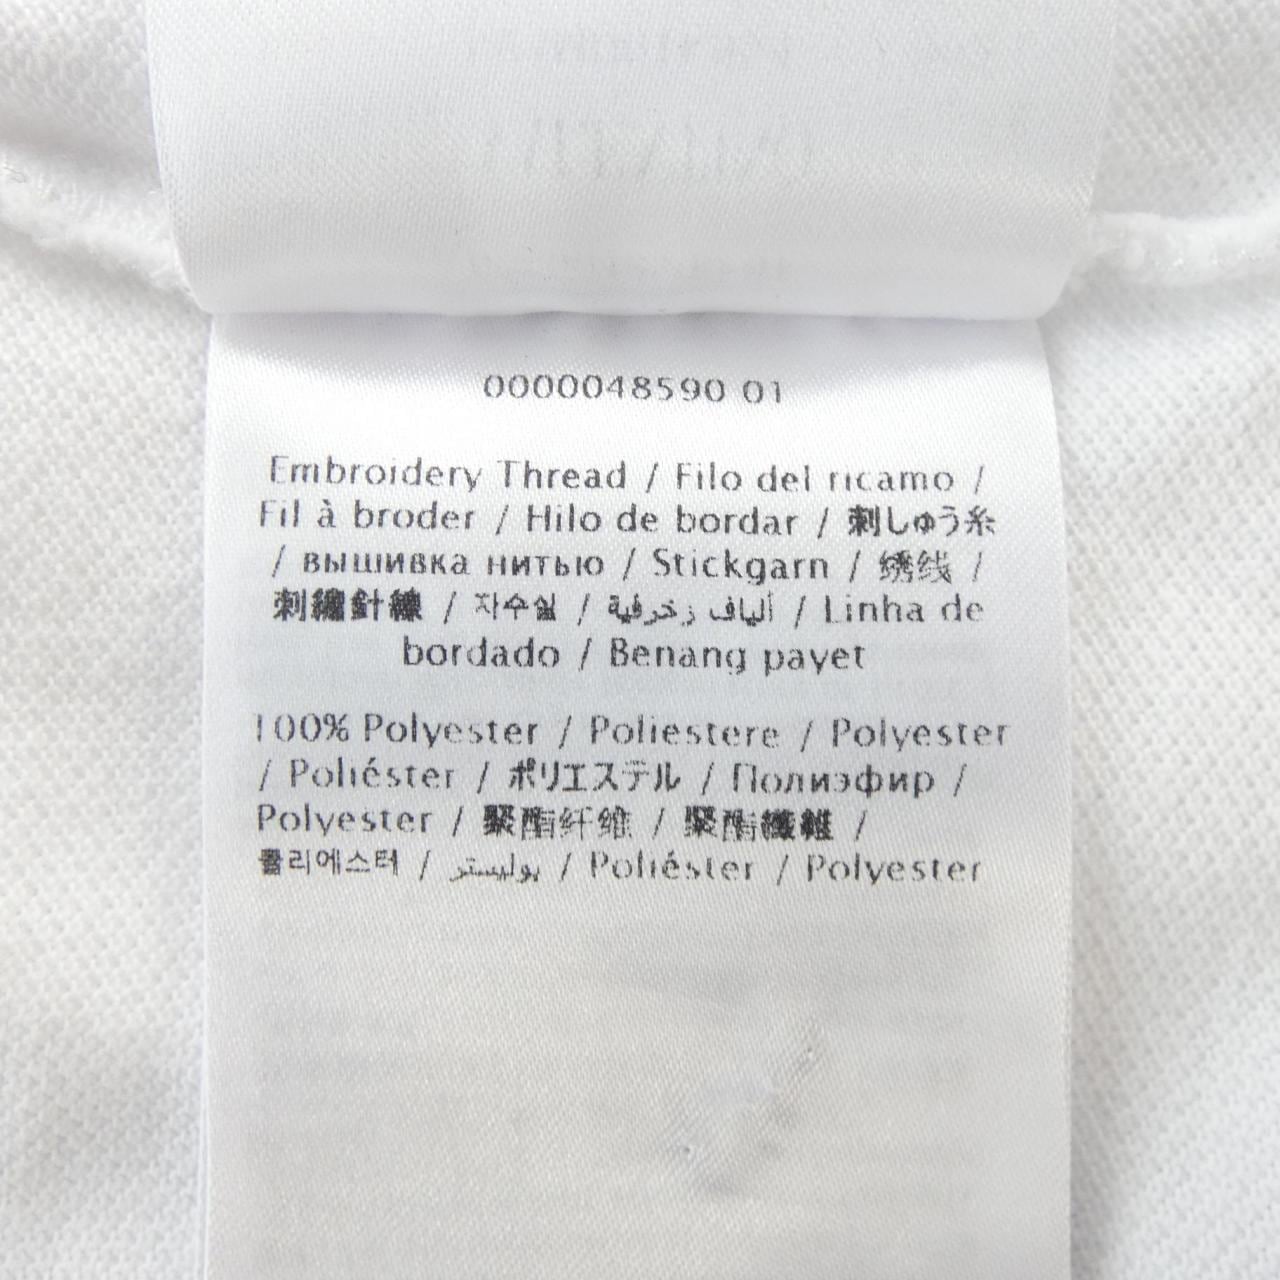 0000048590 01
Embroidery Thread / Filo del ricamo /
Fil à broder / Hilo de bordar / 刺しゅう糸
/ вышивка нитью / Stickgarn / 绣线 /
刺繡針線 / 자수실 / ألياف زخرفية / Linha de
bordado / Benang payet
100% Polyester / Poliestere / Polyester
/ Poliéster / ポリエステル / Полиэфир /
Polyester / 聚酯纤维 / 聚酯纖維 /
폴리에스터 / بوليستر / Poliéster / Polyester